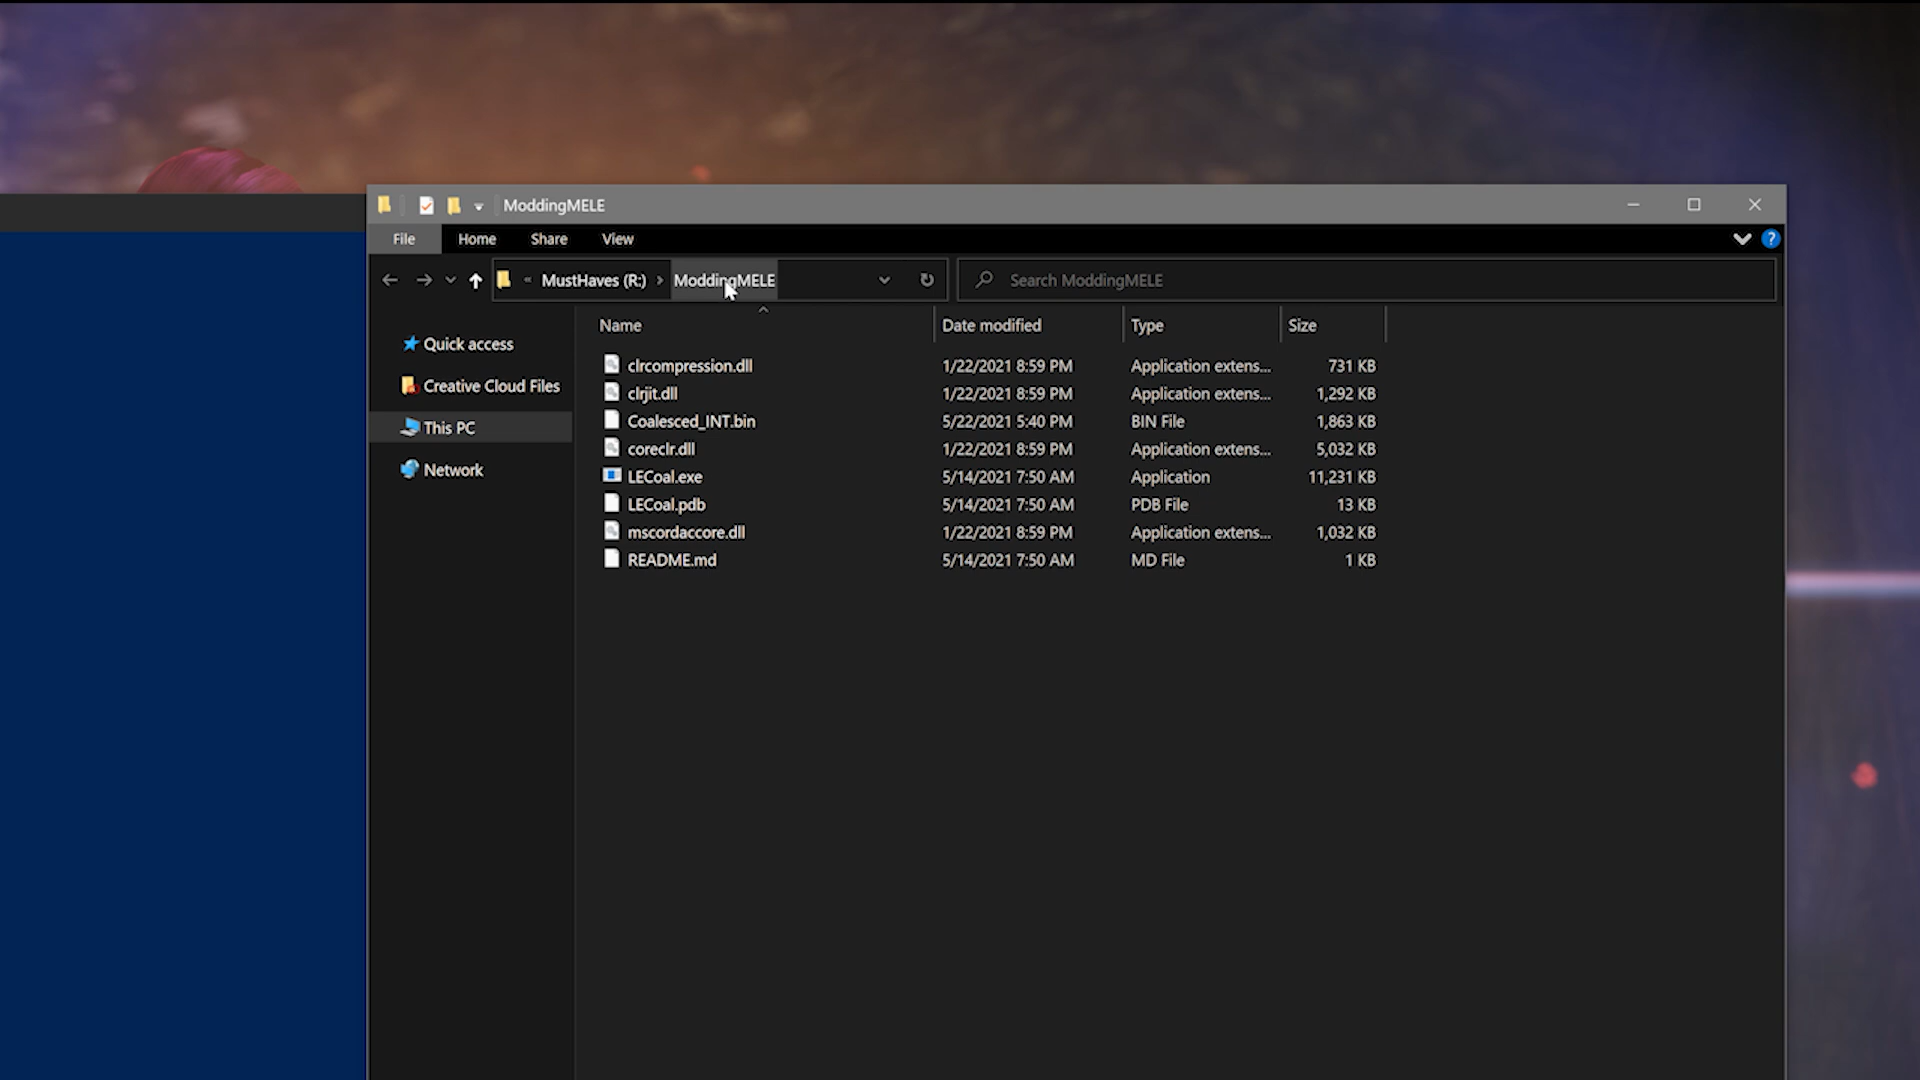 ModdingMELE
File Home Share View
?
« MustHaves (R:) › ModdingMELE Search ModdingMELE
Name Date modified Type Size
Quick access
Creative Cloud Files
This PC
Network
clrcompression.dll 1/22/2021 8:59 PM Application extens... 731 KB
clrjit.dll 1/22/2021 8:59 PM Application extens... 1,292 KB
Coalesced_INT.bin 5/22/2021 5:40 PM BIN File 1,863 KB
coreclr.dll 1/22/2021 8:59 PM Application extens... 5,032 KB
LECoal.exe 5/14/2021 7:50 AM Application 11,231 KB
LECoal.pdb 5/14/2021 7:50 AM PDB File 13 KB
mscordaccore.dll 1/22/2021 8:59 PM Application extens... 1,032 KB
README.md 5/14/2021 7:50 AM MD File 1 KB